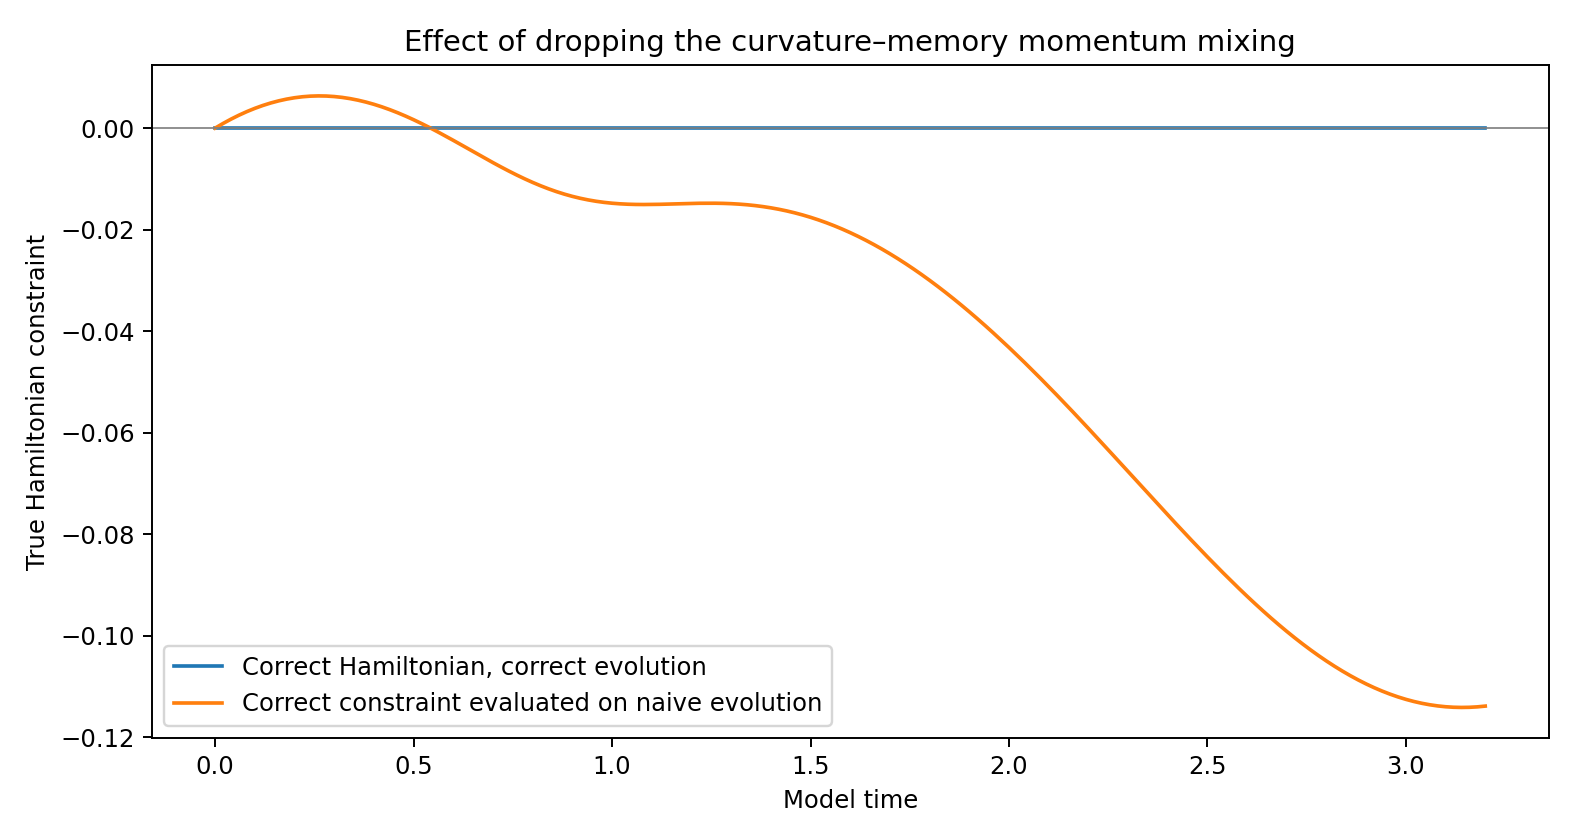 Effect of dropping the curvature–memory momentum mixing
True Hamiltonian constraint
0.00
−0.02
−0.04
−0.06
−0.08
−0.10
−0.12
Correct Hamiltonian, correct evolution
Correct constraint evaluated on naive evolution
0.0 0.5 1.0 1.5 2.0 2.5 3.0
Model time